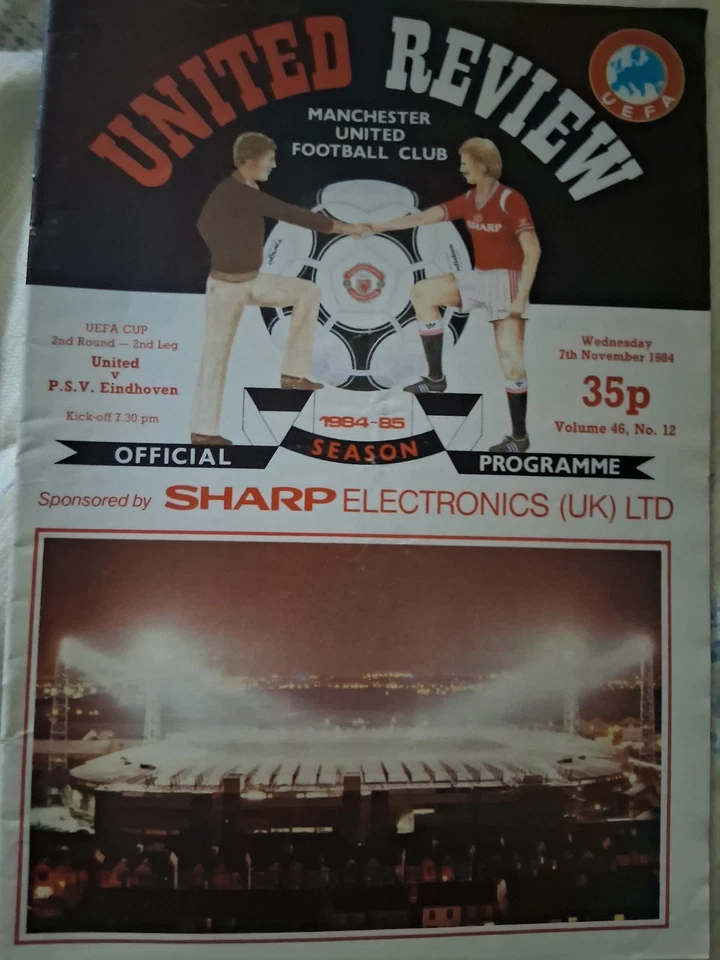 UNITED REVIEW
UEFA
MANCHESTER
UNITED
FOOTBALL CLUB
SHARP
UEFA CUP
2nd Round — 2nd Leg
United
v
P.S.V. Eindhoven
Kick-off 7.30 pm
Wednesday
7th November 1984
35p
Volume 46, No. 12
1984-85
OFFICIAL SEASON PROGRAMME
Sponsored by SHARP ELECTRONICS (UK) LTD